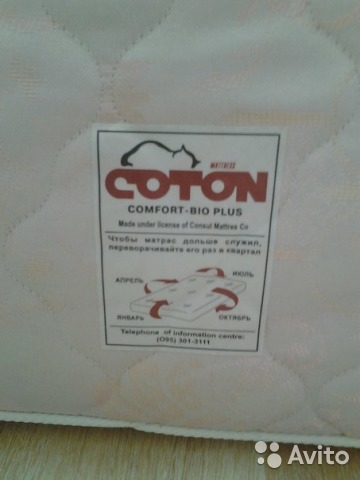 MATTRESS
COTON
COMFORT-BIO PLUS
Made under license of Consul Mattres Co
Чтобы матрас дольше служил,
переворачивайте его раз в квартал
АПРЕЛЬ ИЮЛЬ
ЯНВАРЬ ОКТЯБРЬ
Telephone of information centre:
(O95) 301-3111
Avito